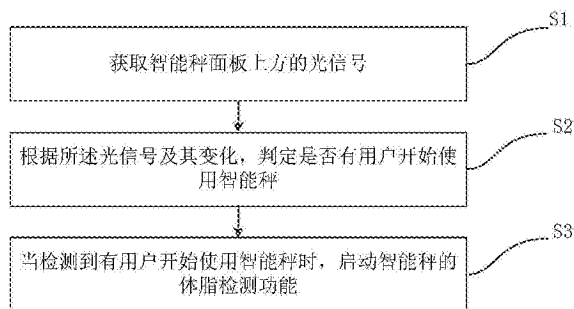 S1
获取智能秤面板上方的光信号
S2
根据所述光信号及其变化，判定是否有用户开始使
用智能秤
S3
当检测到有用户开始使用智能秤时，启动智能秤的
体脂检测功能